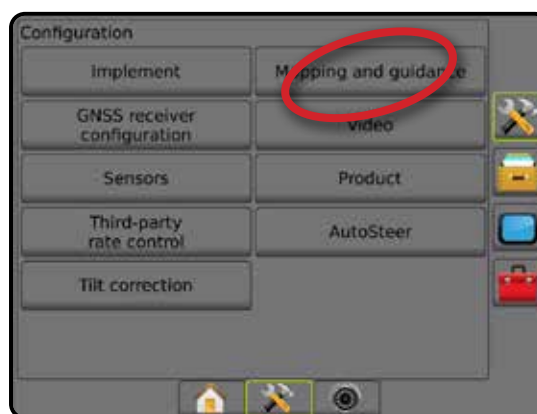 Configuration
Implement
Mapping and guidance
GNSS receiver
configuration
Video
Sensors
Product
Third-party
rate control
AutoSteer
Tilt correction